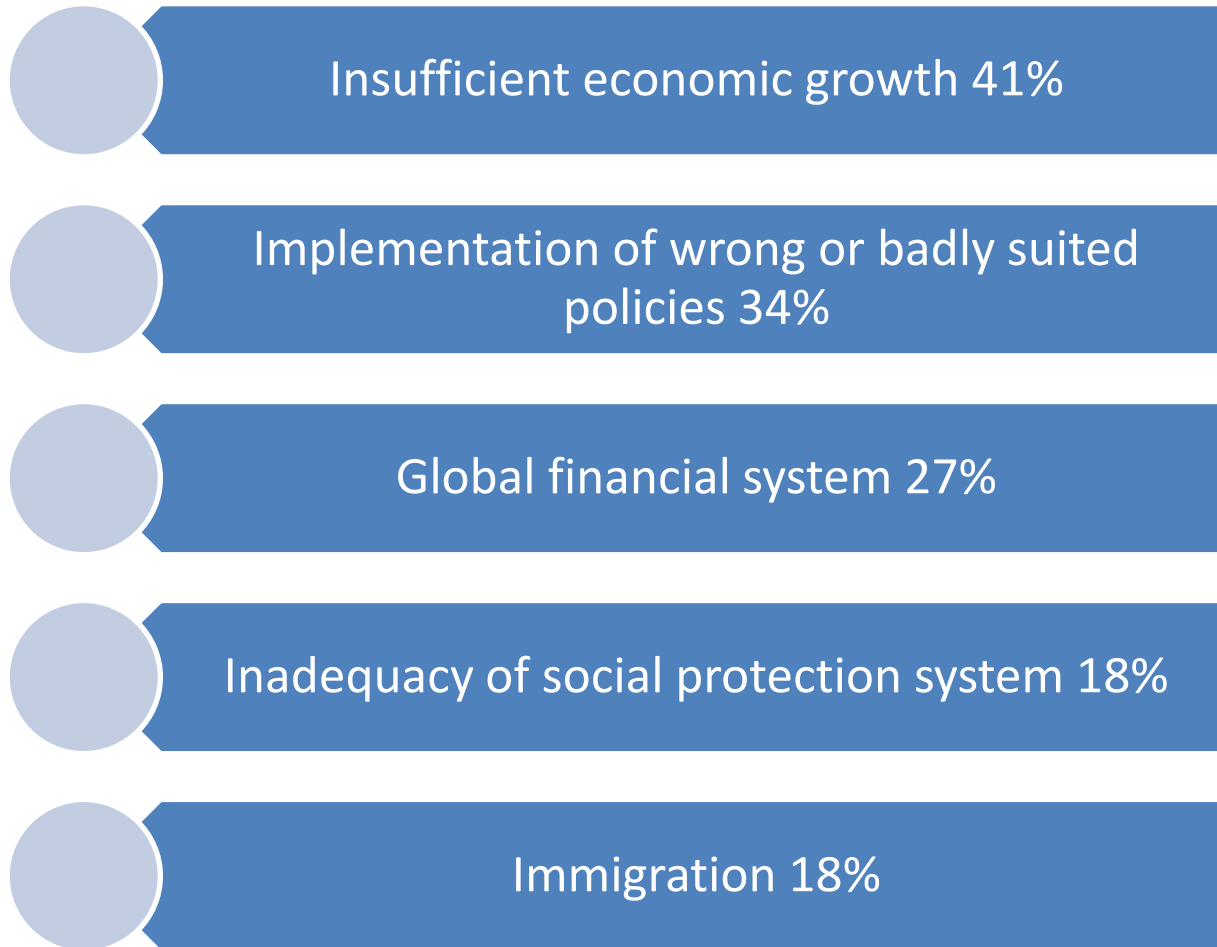 Insufficient economic growth 41%
Implementation of wrong or badly suited
policies 34%
Global financial system 27%
Inadequacy of social protection system 18%
Immigration 18%